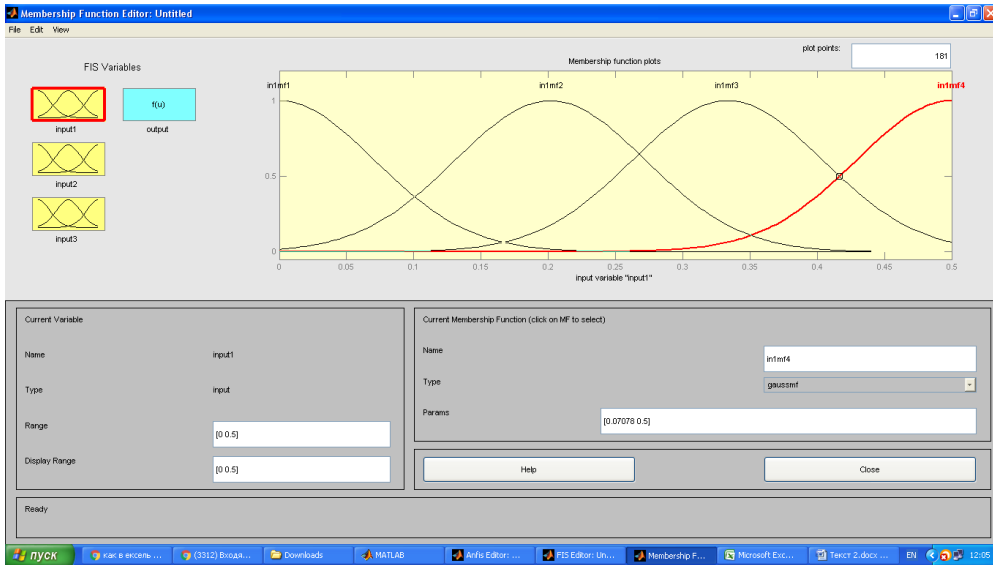 Membership Function Editor: Untitled
File Edit View
FIS Variables
f(u)
input1
output
input2
input3
plot points:
181
Membership function plots
in1mf1
in1mf2
in1mf3
in1mf4
1
0.5
0
0
0.05
0.1
0.15
0.2
0.25
0.3
0.35
0.4
0.45
0.5
input variable "input1"
Current Variable
Name
input1
Type
input
Range
[0 0.5]
Display Range
[0 0.5]
Current Membership Function (click on MF to select)
Name
in1mf4
Type
gaussmf
Params
[0.07078 0.5]
Help
Close
Ready
пуск
как в ексель ...
(3312) Входя...
Downloads
MATLAB
Anfis Editor: ...
FIS Editor: Un...
Membership F...
Microsoft Exc...
Текст 2.docx ...
EN
12:05